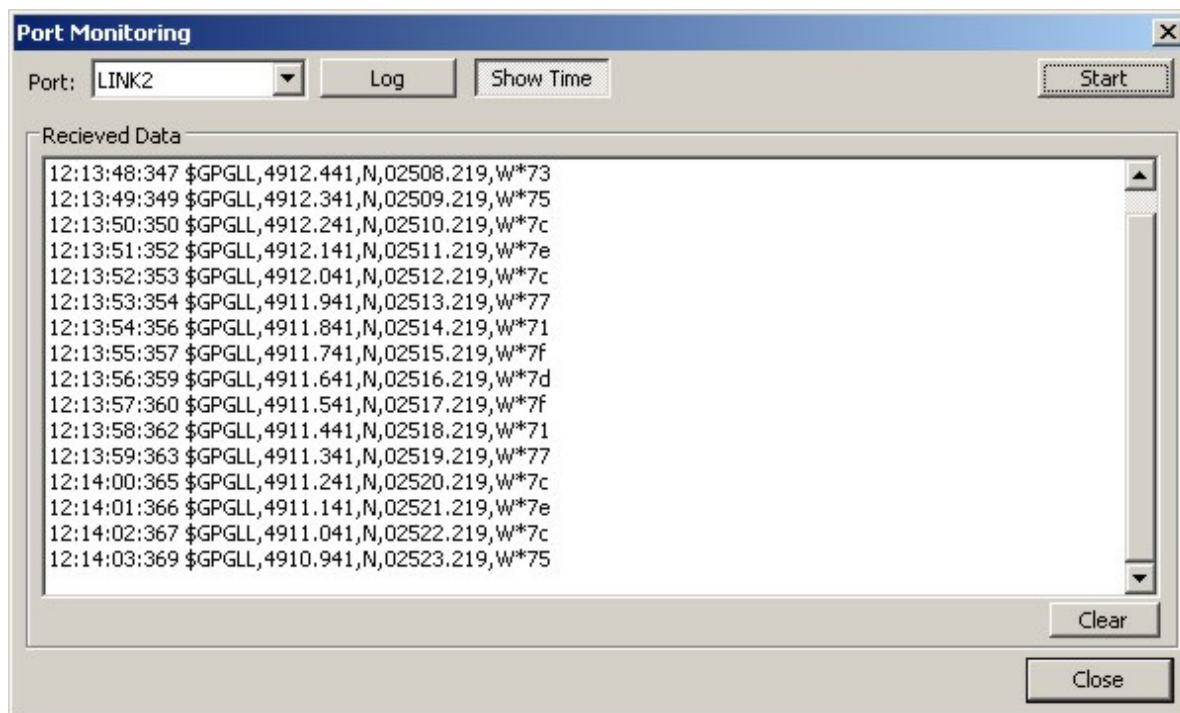 Port Monitoring
Port: LINK2 Log Show Time Start
Recieved Data
12:13:48:347 $GPGLL,4912.441,N,02508.219,W*73
12:13:49:349 $GPGLL,4912.341,N,02509.219,W*75
12:13:50:350 $GPGLL,4912.241,N,02510.219,W*7c
12:13:51:352 $GPGLL,4912.141,N,02511.219,W*7e
12:13:52:353 $GPGLL,4912.041,N,02512.219,W*7c
12:13:53:354 $GPGLL,4911.941,N,02513.219,W*77
12:13:54:356 $GPGLL,4911.841,N,02514.219,W*71
12:13:55:357 $GPGLL,4911.741,N,02515.219,W*7f
12:13:56:359 $GPGLL,4911.641,N,02516.219,W*7d
12:13:57:360 $GPGLL,4911.541,N,02517.219,W*7f
12:13:58:362 $GPGLL,4911.441,N,02518.219,W*71
12:13:59:363 $GPGLL,4911.341,N,02519.219,W*77
12:14:00:365 $GPGLL,4911.241,N,02520.219,W*7c
12:14:01:366 $GPGLL,4911.141,N,02521.219,W*7e
12:14:02:367 $GPGLL,4911.041,N,02522.219,W*7c
12:14:03:369 $GPGLL,4910.941,N,02523.219,W*75
Clear
Close